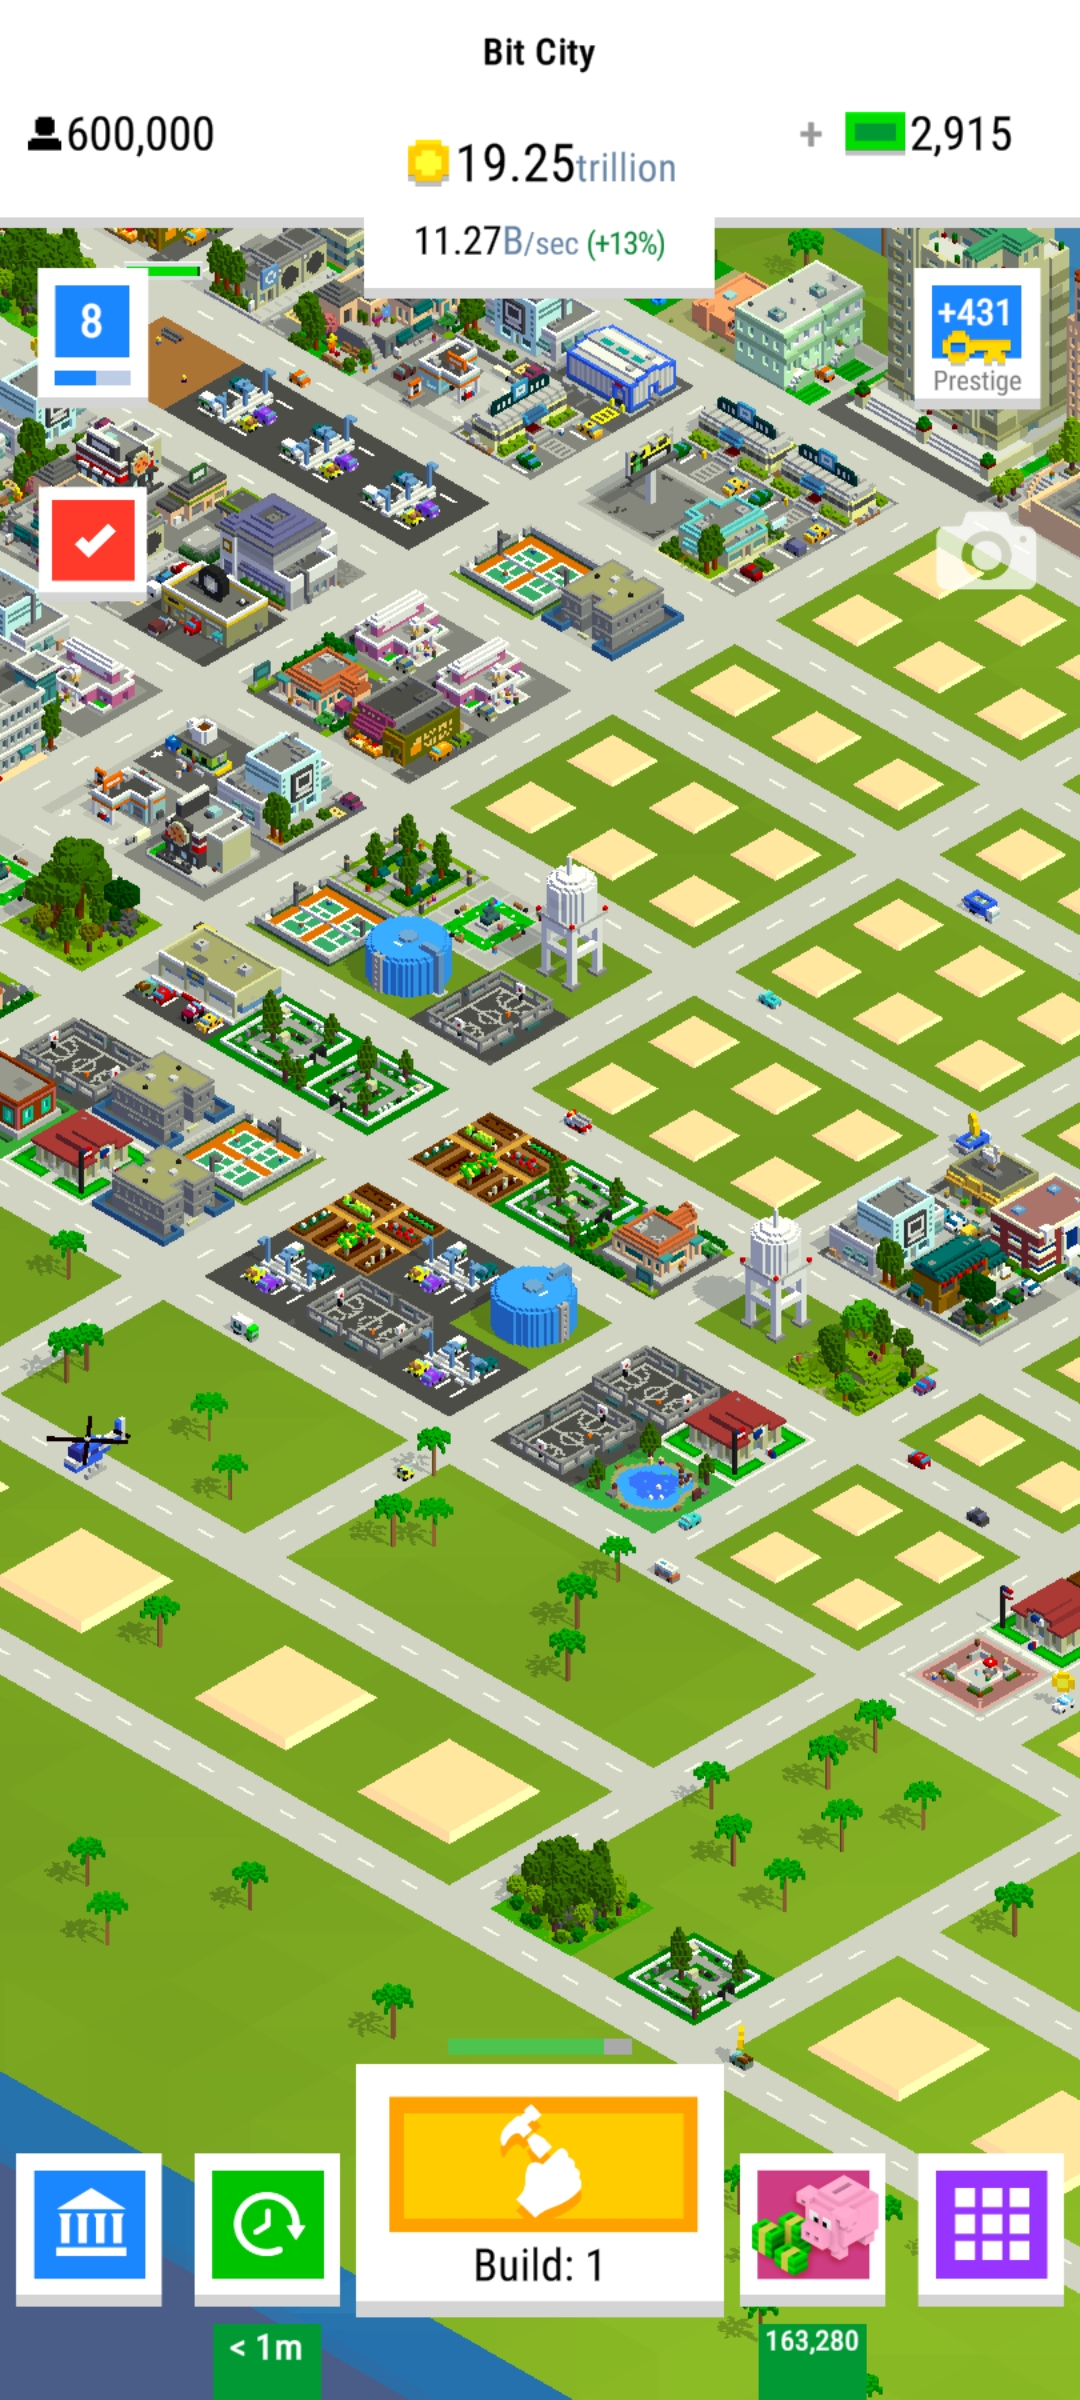 Bit City
600,000
19.25trillion
+ 2,915
11.27B/sec (+13%)
8
+431
Prestige
Build: 1
< 1m
163,280